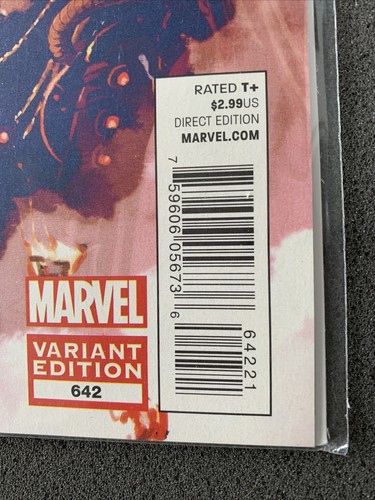 RATED T+
$2.99US
DIRECT EDITION
MARVEL.COM
7 59606 05673 6
64221
MARVEL
VARIANT
EDITION
642